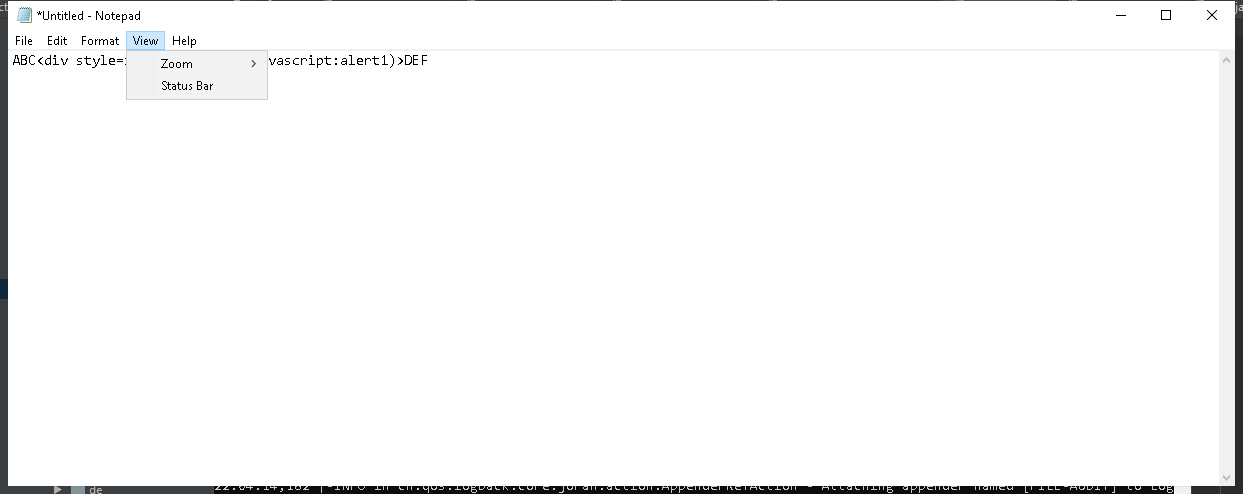 *Untitled - Notepad
File Edit Format View Help
ABC<div style= vascript:alert1)>DEF
Zoom
Status Bar
de
22:04:14,182 |-INFO in ch.qos.logback.core.joran.action.AppenderRefAction - Attaching appender named [FILE-AUDIT] to Log